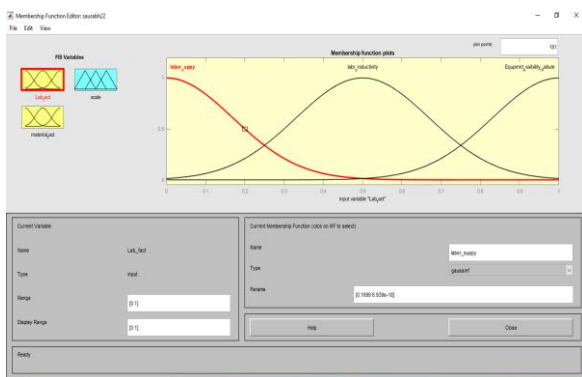 Membership Function Editor: saurabh22
File Edit View
FIS Variables
Lab_fact
scale
material_fact
Membership function plots
plot points:
181
labr_oductivity
1
0.5
0
0 0.1 0.2 0.3 0.4 0.5 0.6 0.7 0.8 0.9 1
input variable "Lab_fact"
Current Variable
Name Lab_fact
Type input
Range [0 1]
Display Range [0 1]
Current Membership Function (click on MF to select)
Name
Type gaussmf
Params [0.1699 6.939e-18]
Help Close
Ready